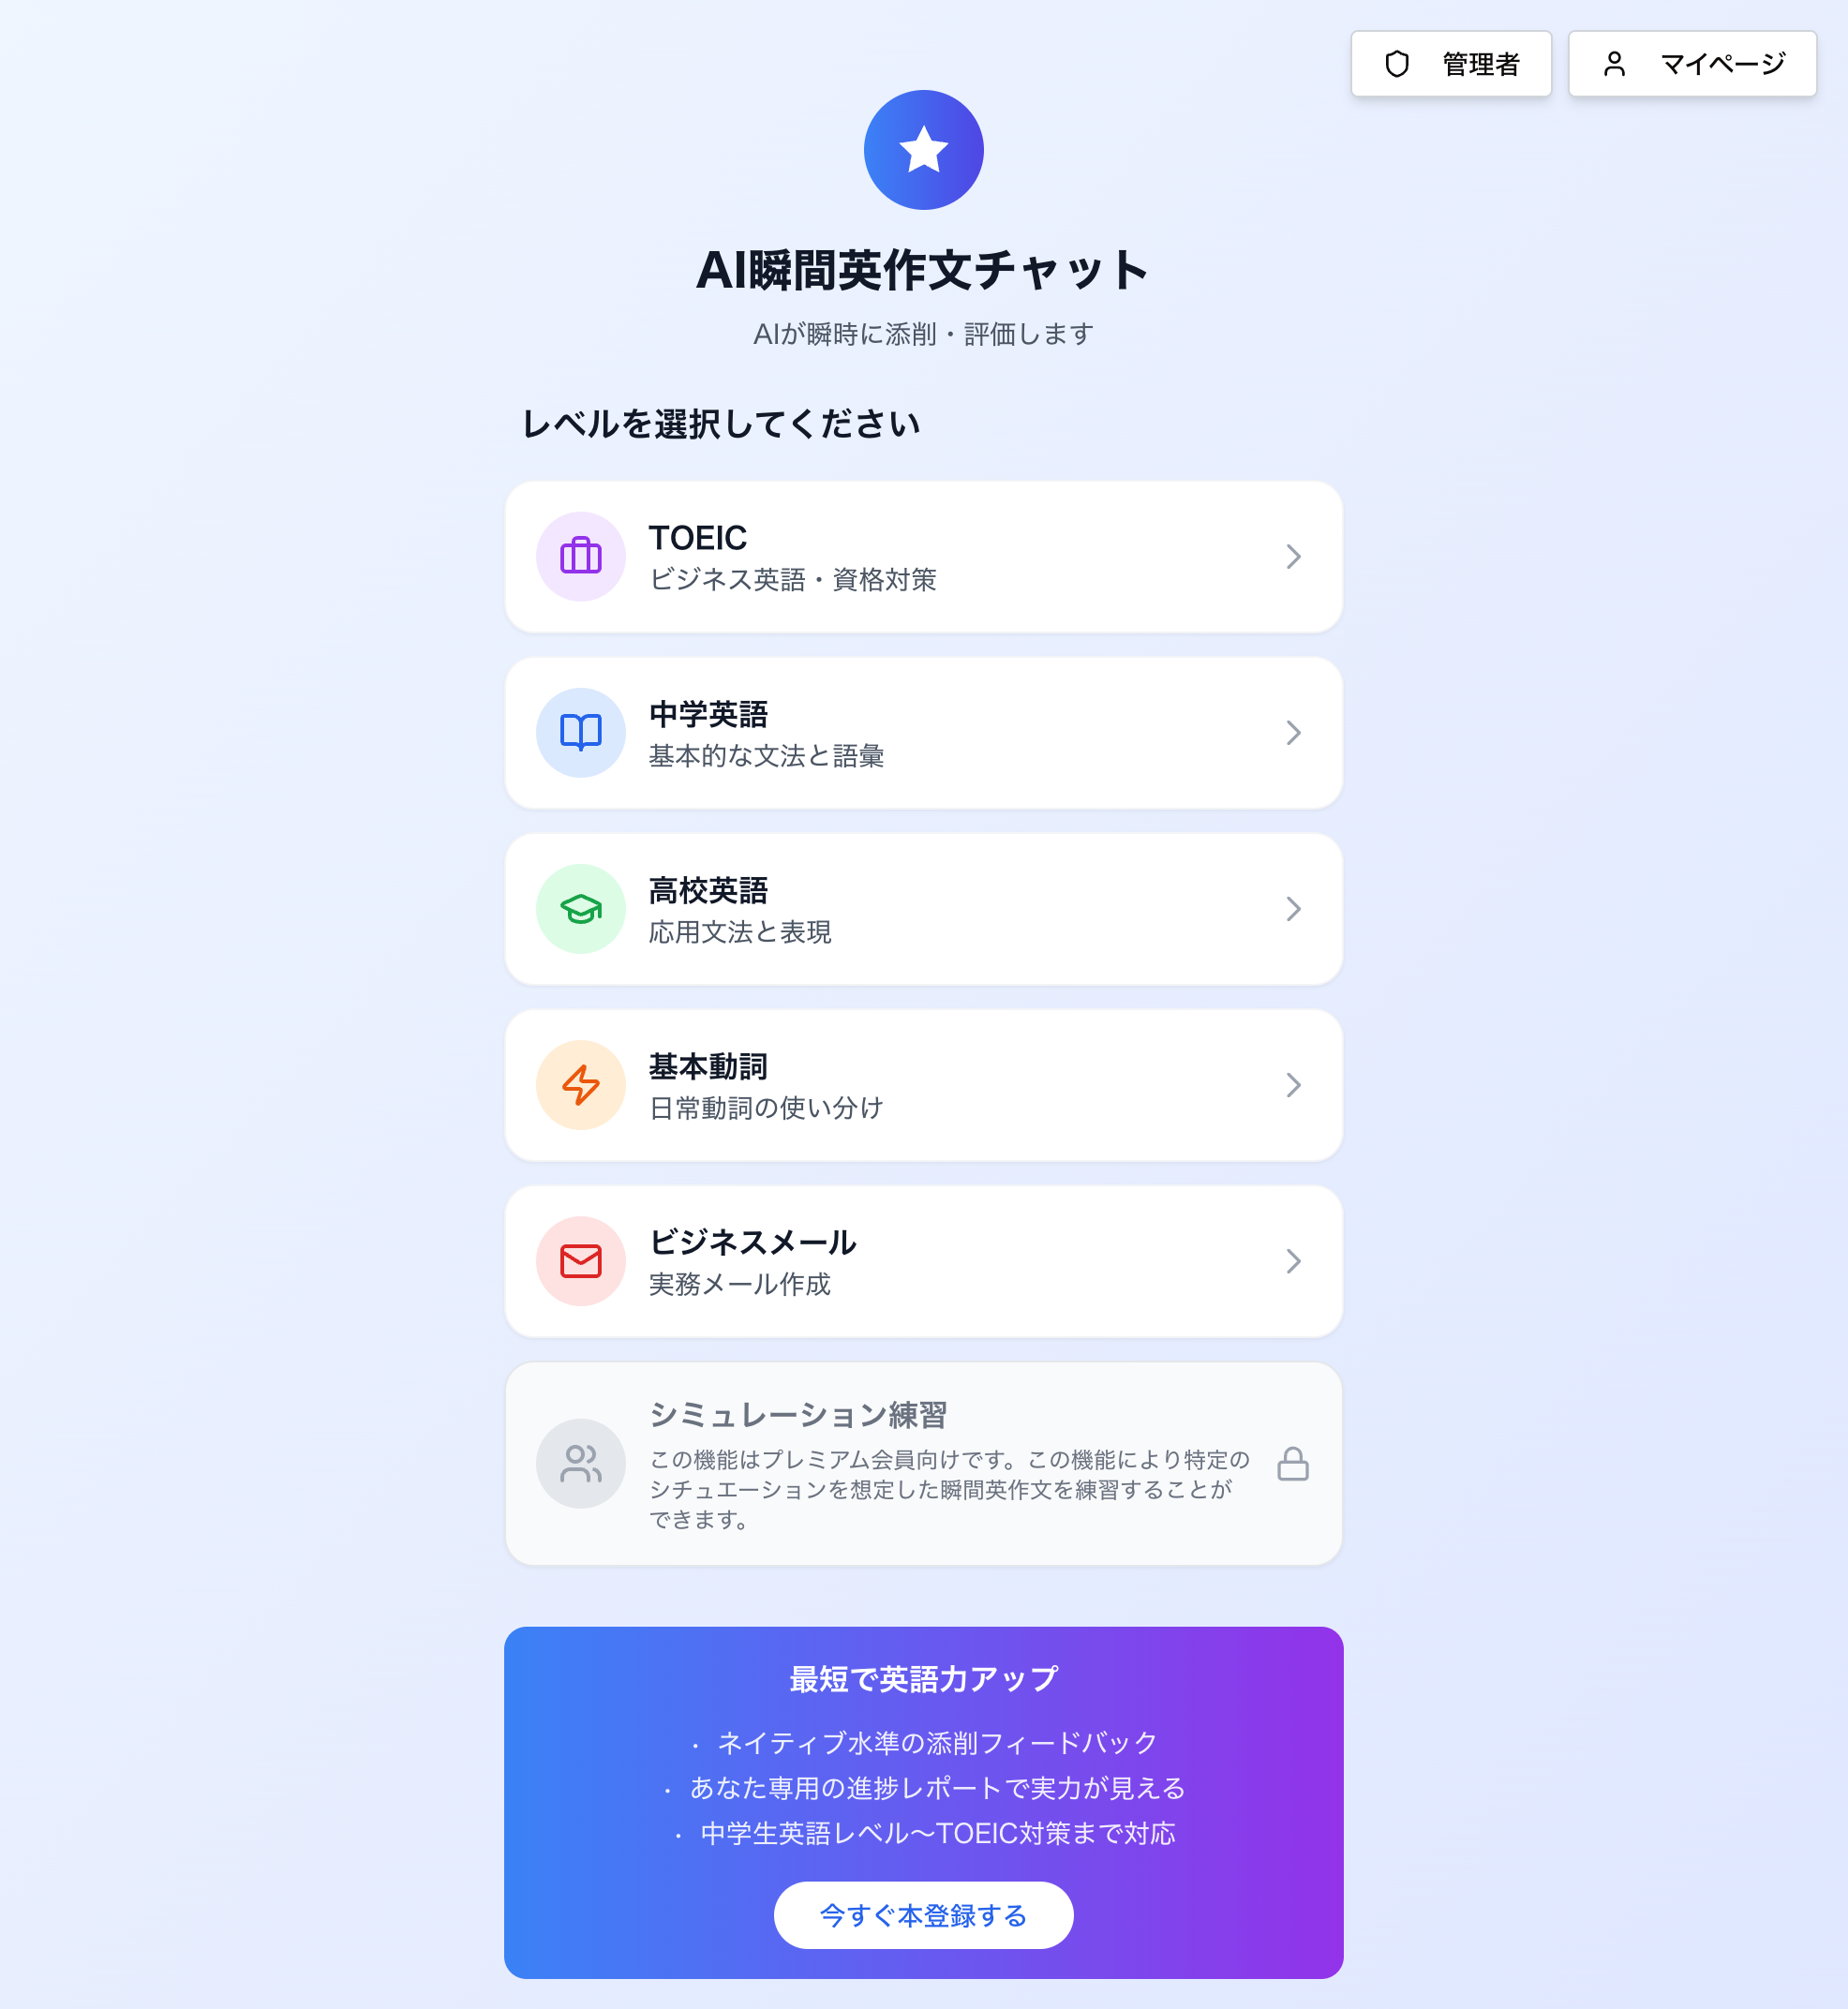 管理者
マイページ
AI瞬間英作文チャット
AIが瞬時に添削・評価します
レベルを選択してください
TOEIC
ビジネス英語・資格対策
中学英語
基本的な文法と語彙
高校英語
応用文法と表現
基本動詞
日常動詞の使い分け
ビジネスメール
実務メール作成
シミュレーション練習
この機能はプレミアム会員向けです。この機能により特定の
シチュエーションを想定した瞬間英作文を練習することが
できます。
最短で英語力アップ
・ ネイティブ水準の添削フィードバック
・ あなた専用の進捗レポートで実力が見える
・ 中学生英語レベル〜TOEIC対策まで対応
今すぐ本登録する